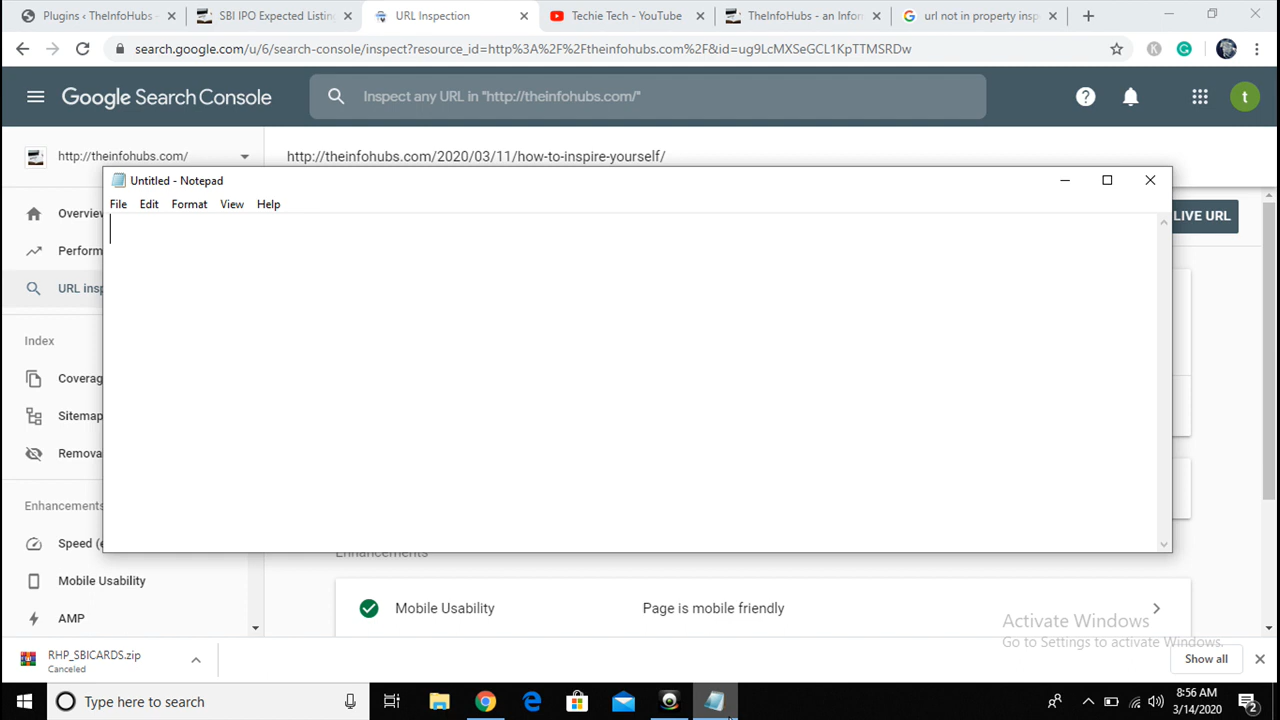 Plugins ‹ TheInfoHubs -
SBI IPO Expected Listing
URL Inspection
Techie Tech - YouTube
TheInfoHubs - an Infor
url not in property insp
search.google.com/u/6/search-console/inspect?resource_id=http%3A%2F%2Ftheinfohubs.com%2F&id=ug9LcMXSeGCL1KpTTMSRDw
Google Search Console
Inspect any URL in "http://theinfohubs.com/"
t
http://theinfohubs.com/
http://theinfohubs.com/2020/03/11/how-to-inspire-yourself/
Untitled - Notepad
File Edit Format View Help
Overview
LIVE URL
Perform
URL insp
Index
Coverag
Sitemap
Remova
Enhancements
Speed (e
Enhancements
Mobile Usability
Mobile Usability
Page is mobile friendly
AMP
Activate Windows
Go to Settings to activate Windows.
RHP_SBICARDS.zip
Canceled
Show all
Type here to search
8:56 AM
3/14/2020
2